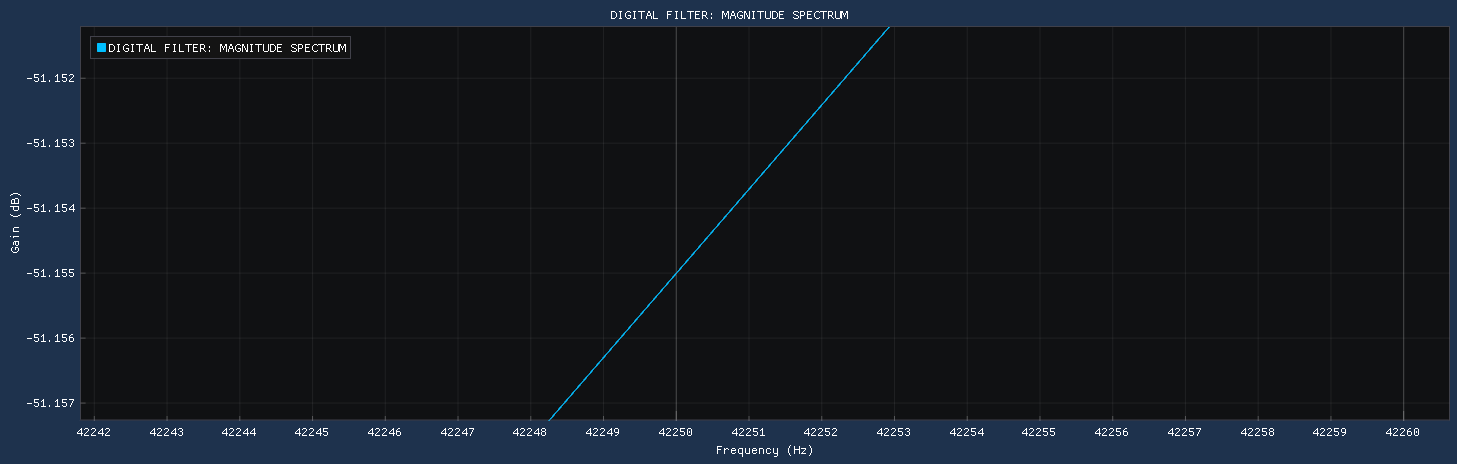 DIGITAL FILTER: MAGNITUDE SPECTRUM
DIGITAL FILTER: MAGNITUDE SPECTRUM
-51.152
-51.153
-51.154
-51.155
-51.156
-51.157
Gain (dB)
42242 42243 42244 42245 42246 42247 42248 42249 42250 42251 42252 42253 42254 42255 42256 42257 42258 42259 42260
Frequency (Hz)